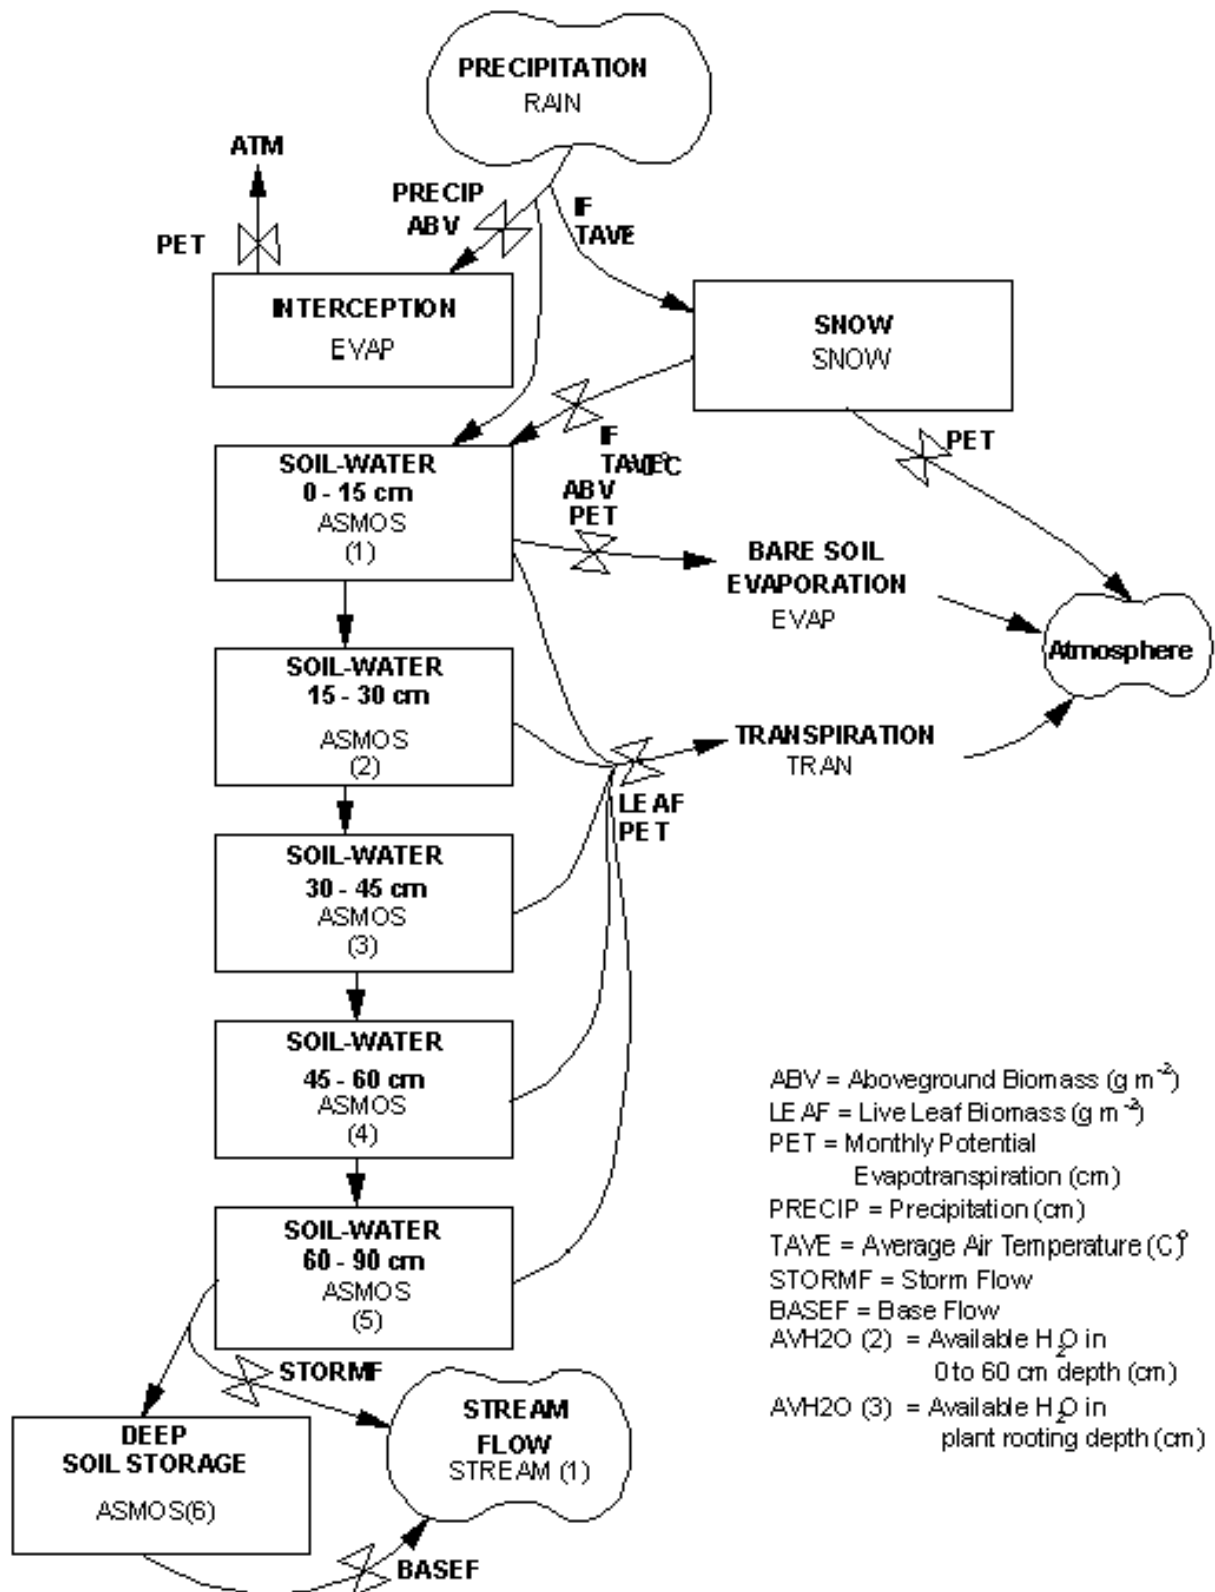 PRECIPITATION
RAIN
ATM
PRECIP
ABV
IF
TAVE
PET
INTERCEPTION
EVAP
SNOW
SNOW
PET
IF
SOIL-WATER
0 - 15 cm
ASMOS
(1)
ABV
PET
BARE SOIL
EVAPORATION
EVAP
Atmosphere
SOIL-WATER
15 - 30 cm
ASMOS
(2)
TRANSPIRATION
TRAN
LEAF
PET
SOIL-WATER
30 - 45 cm
ASMOS
(3)
SOIL-WATER
45 - 60 cm
ASMOS
(4)
SOIL-WATER
60 - 90 cm
ASMOS
(5)
STORMF
STREAM
FLOW
STREAM (1)
DEEP
SOIL STORAGE
ASMOS(6)
BASEF
ABV = Aboveground Biomass (g m⁻²)
LEAF = Live Leaf Biomass (g m⁻²)
PET = Monthly Potential
Evapotranspiration (cm)
PRECIP = Precipitation (cm)
TAVE = Average Air Temperature (C)°
STORMF = Storm Flow
BASEF = Base Flow
AVH2O (2) = Available H₂O in
0 to 60 cm depth (cm)
AVH2O (3) = Available H₂O in
plant rooting depth (cm)